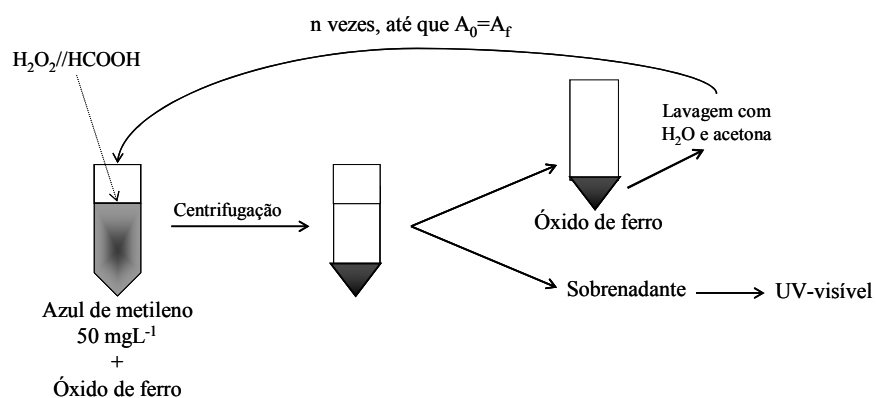 n vezes, até que A₀=A_f
H₂O₂//HCOOH
Lavagem com
H₂O e acetona
Centrifugação
Óxido de ferro
Sobrenadante
UV-visível
Azul de metileno
50 mgL⁻¹
+
Óxido de ferro